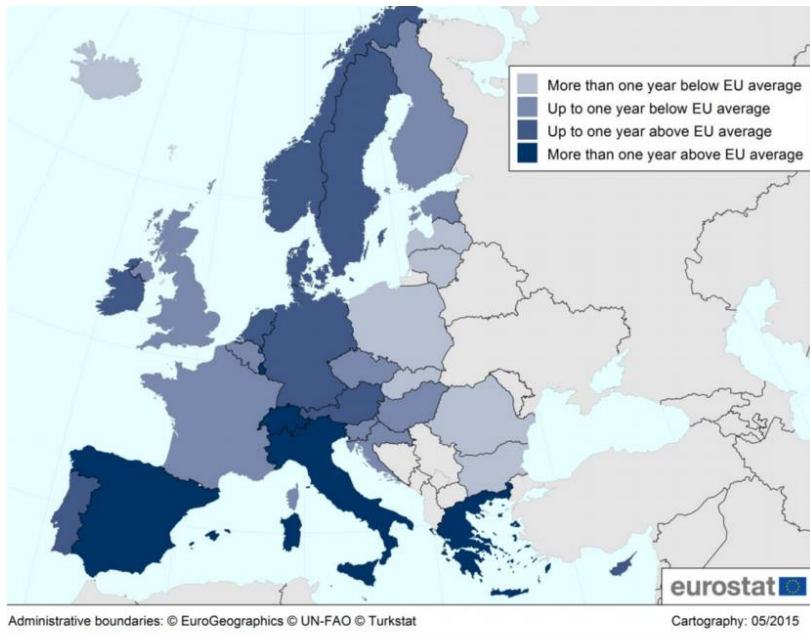 More than one year below EU average
Up to one year below EU average
Up to one year above EU average
More than one year above EU average
eurostat
Administrative boundaries: © EuroGeographics © UN-FAO © Turkstat
Cartography: 05/2015